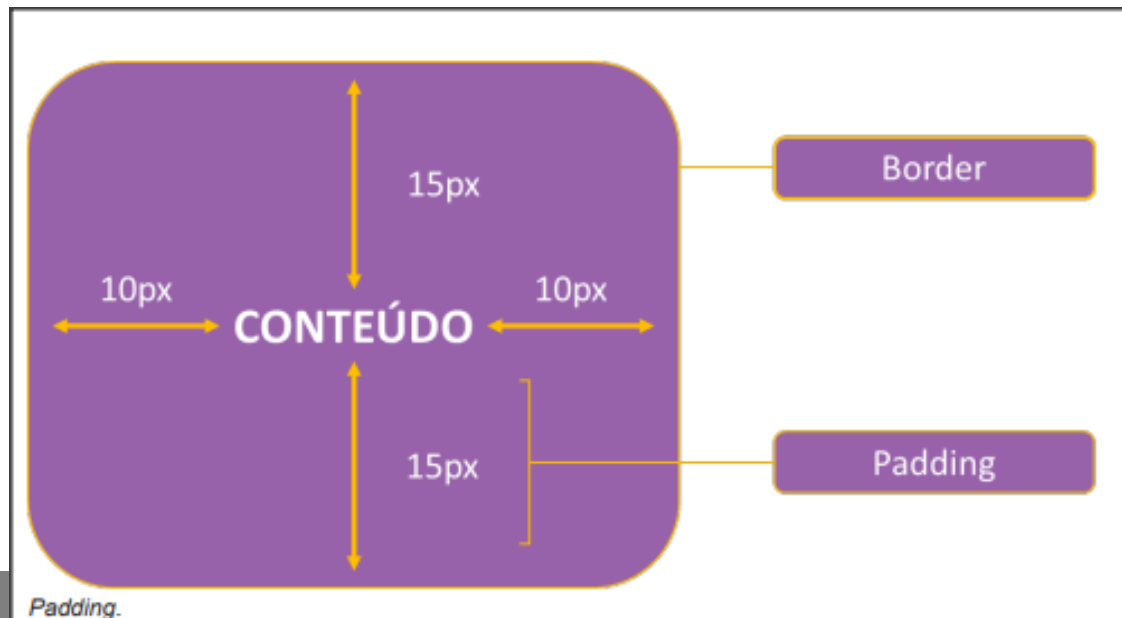 15px
Border
10px
10px
CONTEÚDO
15px
Padding
Padding.